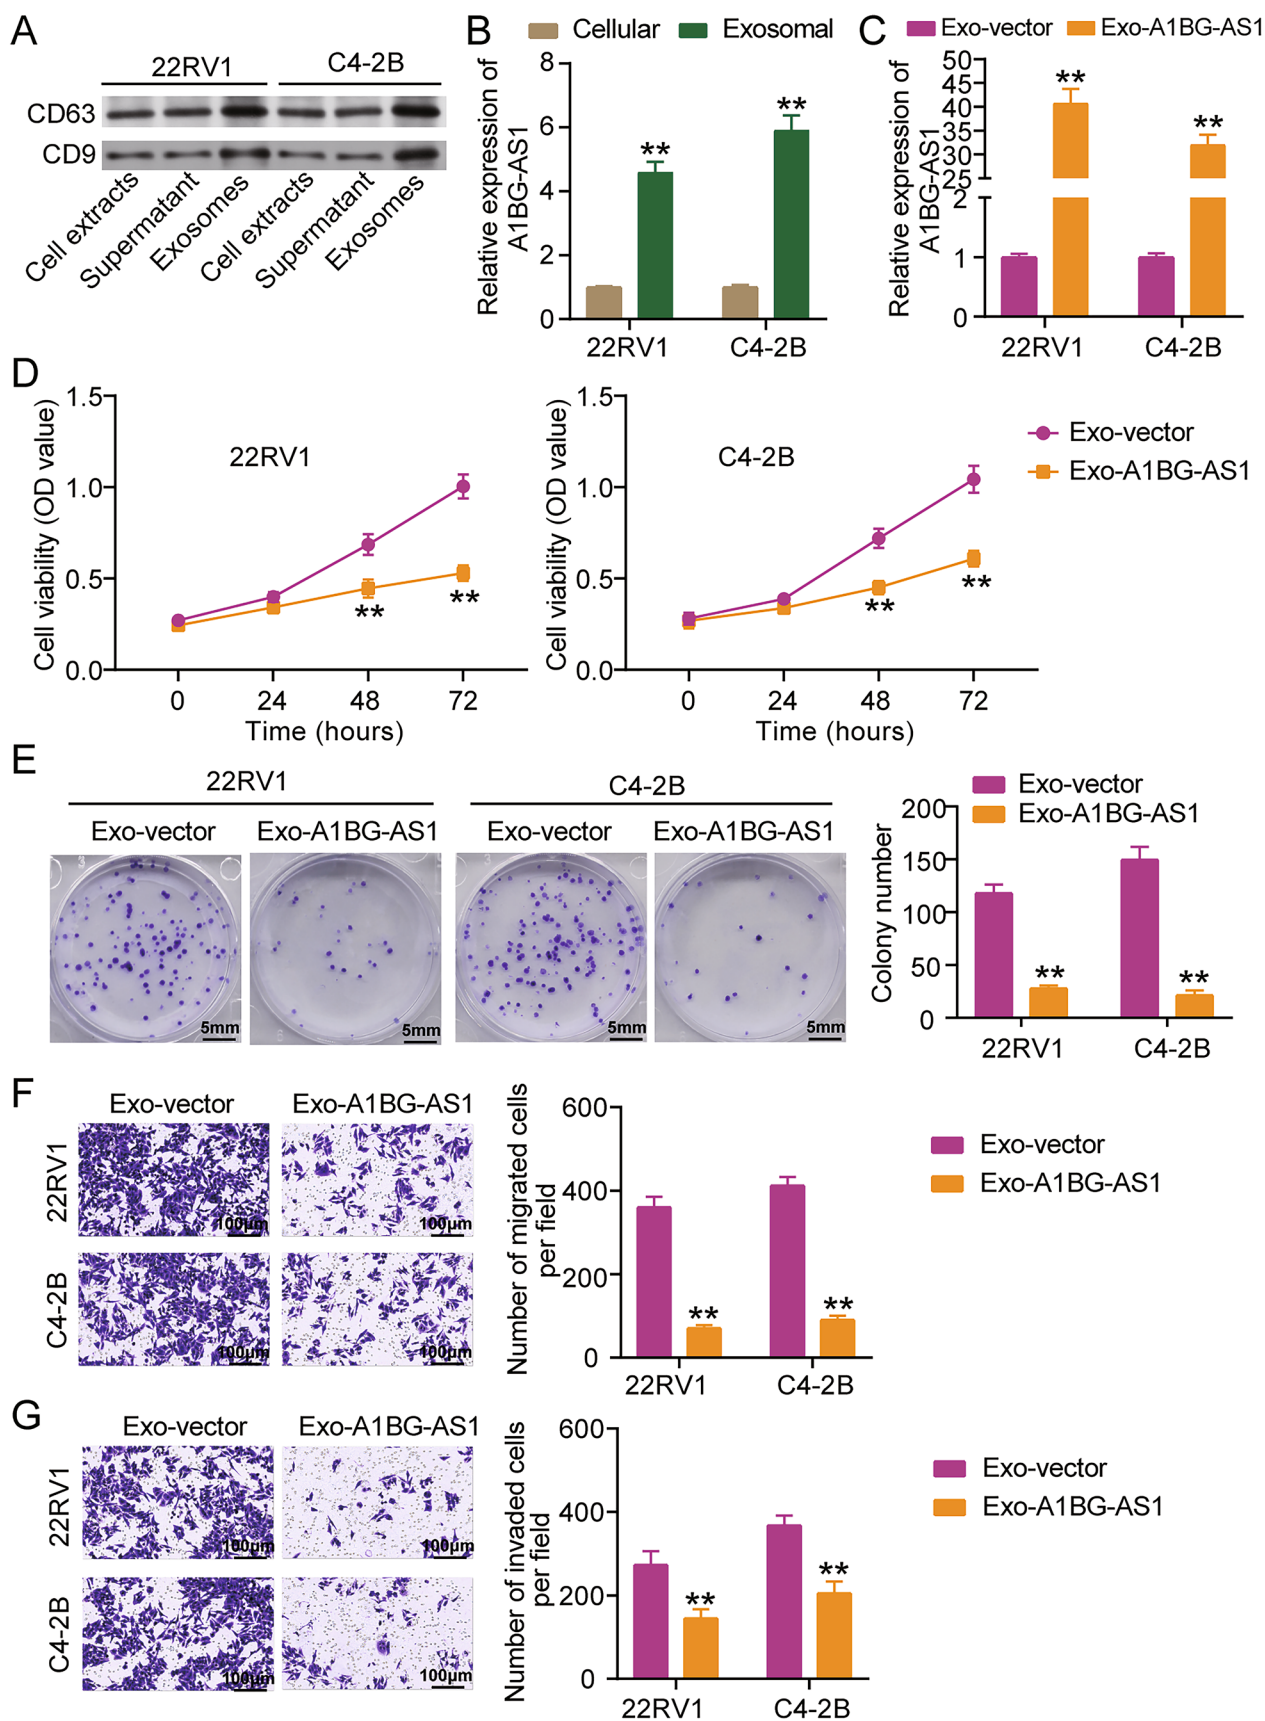 A
22RV1
C4-2B
CD63
CD9
Cell extracts
Supermatant
Exosomes
Cell extracts
Supermatant
Exosomes
B
Cellular
Exosomal
Relative expression of
A1BG-AS1
8
6
4
2
0
**
**
22RV1
C4-2B
C
Exo-vector
Exo-A1BG-AS1
Relative expression of
A1BG-AS1
50
45
40
35
30
25
2
1
0
**
**
22RV1
C4-2B
D
Cell viability (OD value)
1.5
1.0
0.5
0.0
22RV1
**
**
0
24
48
72
Time (hours)
Cell viability (OD value)
1.5
1.0
0.5
0.0
C4-2B
**
**
0
24
48
72
Time (hours)
Exo-vector
Exo-A1BG-AS1
E
22RV1
C4-2B
Exo-vector
Exo-A1BG-AS1
Exo-vector
Exo-A1BG-AS1
5mm
5mm
5mm
5mm
Exo-vector
Exo-A1BG-AS1
Colony number
200
150
100
50
0
**
**
22RV1
C4-2B
F
Exo-vector
Exo-A1BG-AS1
22RV1
C4-2B
100μm
100μm
100μm
100μm
Number of migrated cells
per field
600
400
200
0
**
**
22RV1
C4-2B
Exo-vector
Exo-A1BG-AS1
G
Exo-vector
Exo-A1BG-AS1
22RV1
C4-2B
100μm
100μm
100μm
100μm
Number of invaded cells
per field
600
400
200
0
**
**
22RV1
C4-2B
Exo-vector
Exo-A1BG-AS1